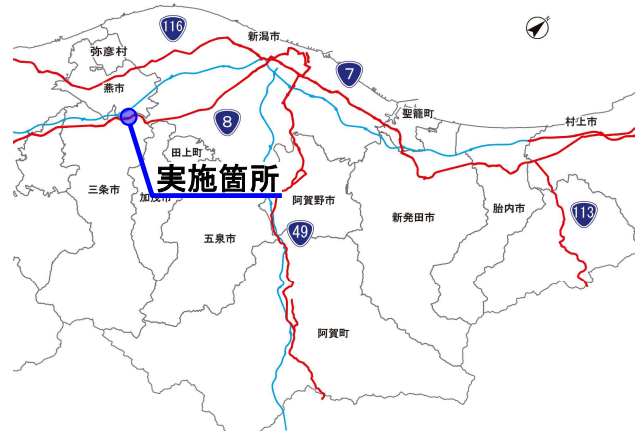 116
新潟市
弥彦村
7
燕市
聖籠町
8
村上市
田上町
実施箇所
三条市
加茂市
阿賀野市
新発田市
胎内市
113
五泉市
49
阿賀町